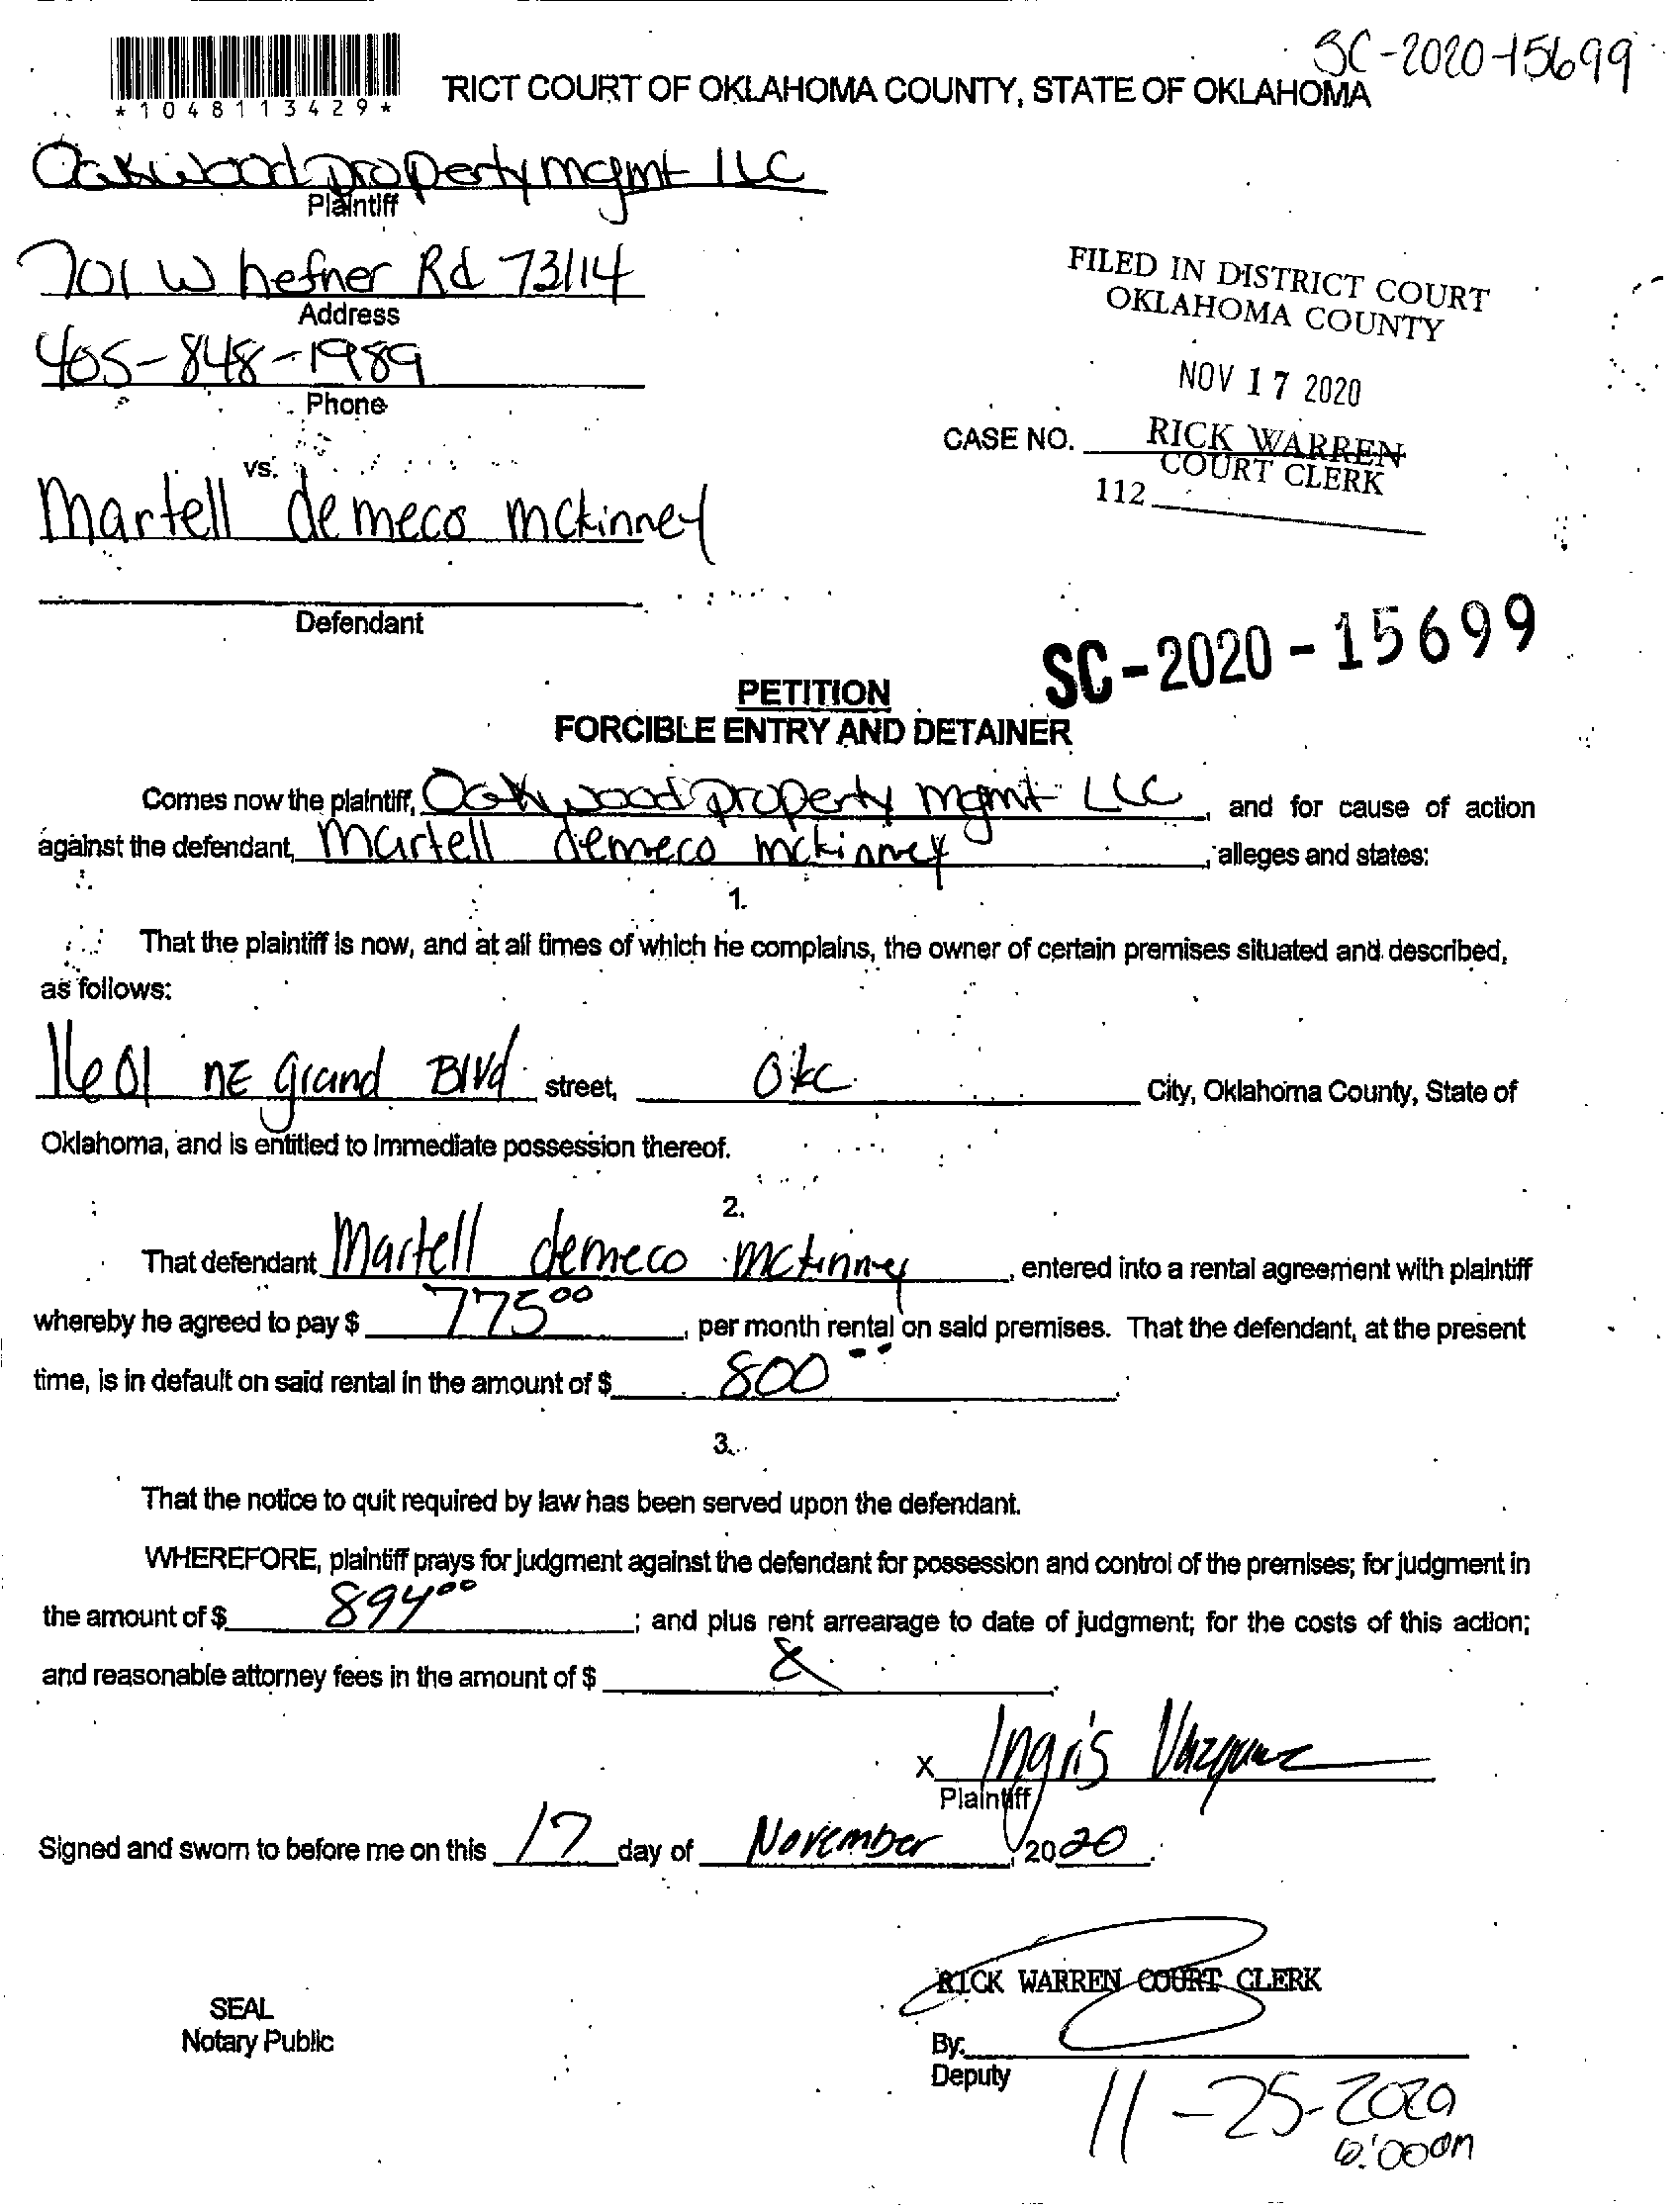 SC-2020-15699
*1048113429*
RICT COURT OF OKLAHOMA COUNTY, STATE OF OKLAHOMA
Oakwood property mgmt LLC
Plaintiff
701 W hefner Rd 73114
Address
405-848-1989
Phone
FILED IN DISTRICT COURT
OKLAHOMA COUNTY
NOV 17 2020
RICK WARREN
COURT CLERK
112
CASE NO.
vs.
Martell demeco mckinney
Defendant
SC-2020-15699
PETITION
FORCIBLE ENTRY AND DETAINER
Comes now the plaintiff, Oakwood property mgmt LLC, and for cause of action
against the defendant, Martell demeco mckinney, alleges and states:
1.
That the plaintiff is now, and at all times of which he complains, the owner of certain premises situated and described,
as follows:
1601 NE grand Blvd street, Okc City, Oklahoma County, State of
Oklahoma, and is entitled to immediate possession thereof.
2.
That defendant Martell demeco mckinney, entered into a rental agreement with plaintiff
whereby he agreed to pay $ 775.00, per month rental on said premises. That the defendant, at the present
time, is in default on said rental in the amount of $ 800.
3.
That the notice to quit required by law has been served upon the defendant.
WHEREFORE, plaintiff prays for judgment against the defendant for possession and control of the premises; for judgment in
the amount of $ 894.00; and plus rent arrearage to date of judgment; for the costs of this action;
and reasonable attorney fees in the amount of $
x Ingris Vazquez
Plaintiff
Signed and sworn to before me on this 17 day of November, 2020.
RICK WARREN COURT CLERK
SEAL
Notary Public
By:
Deputy
11-25-2020